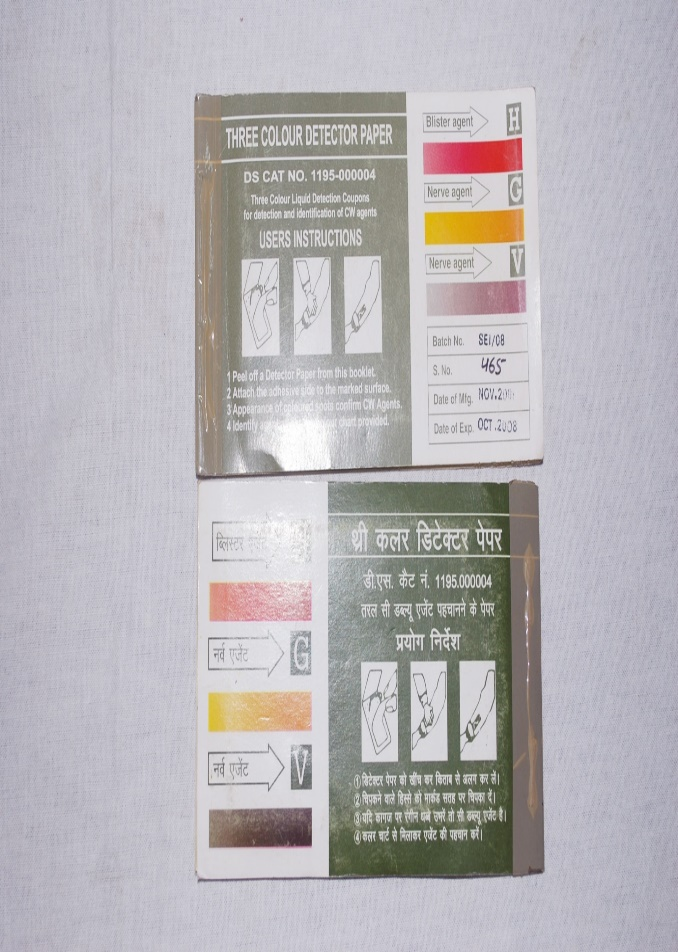 THREE COLOUR DETECTOR PAPER
DS CAT NO. 1195-000004
Three Colour Liquid Detection Coupons
for detection and identification of CW agents
USERS INSTRUCTIONS
1 Peel off a Detector Paper from this booklet.
2 Attach the adhesive side to the marked surface.
3 Appearance of coloured spots confirm CW Agents.
4 Identify chart provided.
Blister agent H
Nerve agent G
Nerve agent V
Batch No. SEI/08
S. No. 465
Date of Mfg. NOV.
Date of Exp. OCT.2008
ब्लिस्टर
नर्व एजेंट G
नर्व एजेंट V
थ्री कलर डिटेक्टर पेपर
डी.एस. कैट नं. 1195.000004
तरल सी डब्ल्यू एजेंट पहचानने के पेपर
प्रयोग निर्देश
① डिटेक्टर पेपर को खींच कर किताब से अलग कर लें।
② चिपकने वाले हिस्से को मार्कड सतह पर चिपका दें।
③ यदि कागज पर रंगीन धब्बे उभरें तो सी डब्ल्यू एजेंट है।
④ कलर चार्ट से मिलाकर एजेंट की पहचान करें।